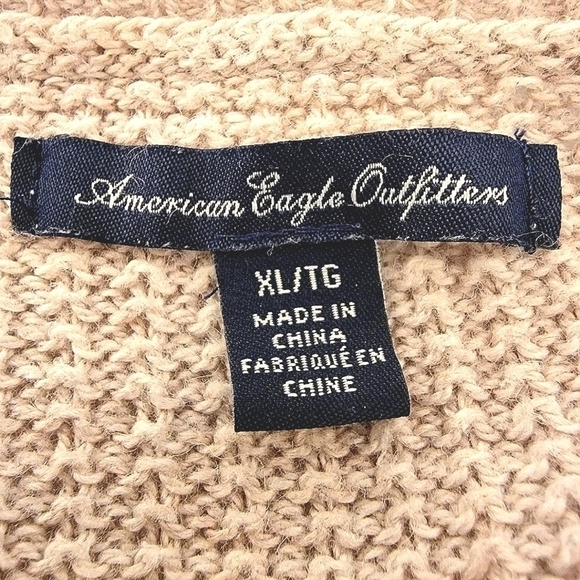 American Eagle Outfitters
XL/TG
MADE IN
CHINA
FABRIQUÉ EN
CHINE